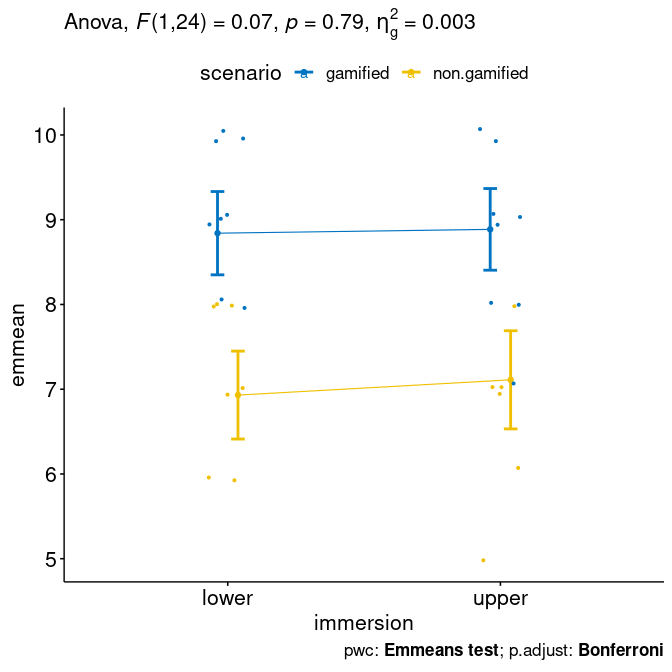 Anova, F(1,24) = 0.07, p = 0.79, η²g = 0.003
scenario a gamified a non.gamified
10
9
8
7
6
5
emmean
lower upper
immersion
pwc: Emmeans test; p.adjust: Bonferroni